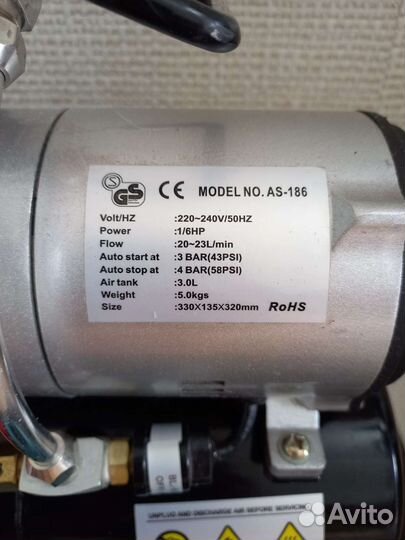 S GS CE MODEL NO. AS-186
Volt/HZ :220~240V/50HZ
Power :1/6HP
Flow :20~23L/min
Auto start at :3 BAR(43PSI)
Auto stop at :4 BAR(58PSI)
Air tank :3.0L
Weight :5.0kgs
Size :330X135X320mm RoHS
UNPLUG AND DISCHARGE AIR BEFORE SERVICING
Avito